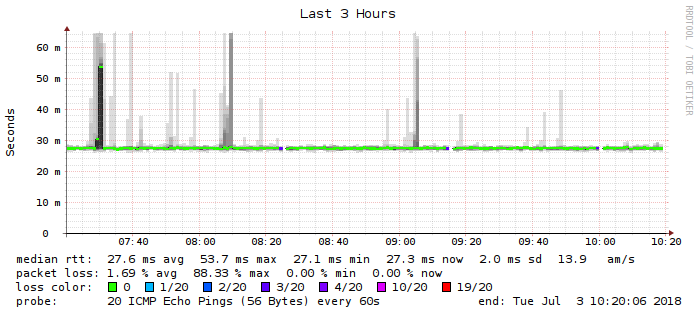 Last 3 Hours
RRDTOOL / TOBI OETIKER
Seconds
60 m
50 m
40 m
30 m
20 m
10 m
0
07:40 08:00 08:20 08:40 09:00 09:20 09:40 10:00 10:20
median rtt: 27.6 ms avg 53.7 ms max 27.1 ms min 27.3 ms now 2.0 ms sd 13.9 am/s
packet loss: 1.69 % avg 88.33 % max 0.00 % min 0.00 % now
loss color: 0 1/20 2/20 3/20 4/20 10/20 19/20
probe: 20 ICMP Echo Pings (56 Bytes) every 60s end: Tue Jul 3 10:20:06 2018